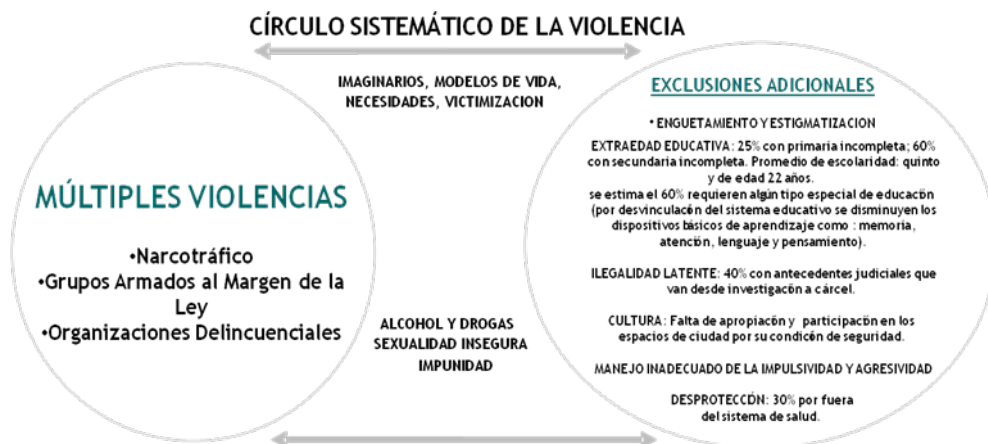 CÍRCULO SISTEMÁTICO DE LA VIOLENCIA
IMAGINARIOS, MODELOS DE VIDA,
NECESIDADES, VICTIMIZACION
MÚLTIPLES VIOLENCIAS
•Narcotráfico
•Grupos Armados al Margen de la
Ley
•Organizaciones Delincuenciales
ALCOHOL Y DROGAS
SEXUALIDAD INSEGURA
IMPUNIDAD
EXCLUSIONES ADICIONALES
• ENGUETAMIENTO Y ESTIGMATIZACION
EXTRAEDAD EDUCATIVA: 25% con primaria incompleta; 60%
con secundaria incompleta. Promedio de escolaridad: quinto
y de edad 22 años.
se estima el 60% requieren algún tipo especial de educación
(por desvinculación del sistema educativo se disminuyen los
dispositivos básicos de aprendizaje como : memoria,
atención, lenguaje y pensamiento).
ILEGALIDAD LATENTE: 40% con antecedentes judiciales que
van desde investigación a cárcel.
CULTURA: Falta de apropiación y participación en los
espacios de ciudad por su condición de seguridad.
MANEJO INADECUADO DE LA IMPULSIVIDAD Y AGRESIVIDAD
DESPROTECCÓN: 30% por fuera
del sistema de salud.